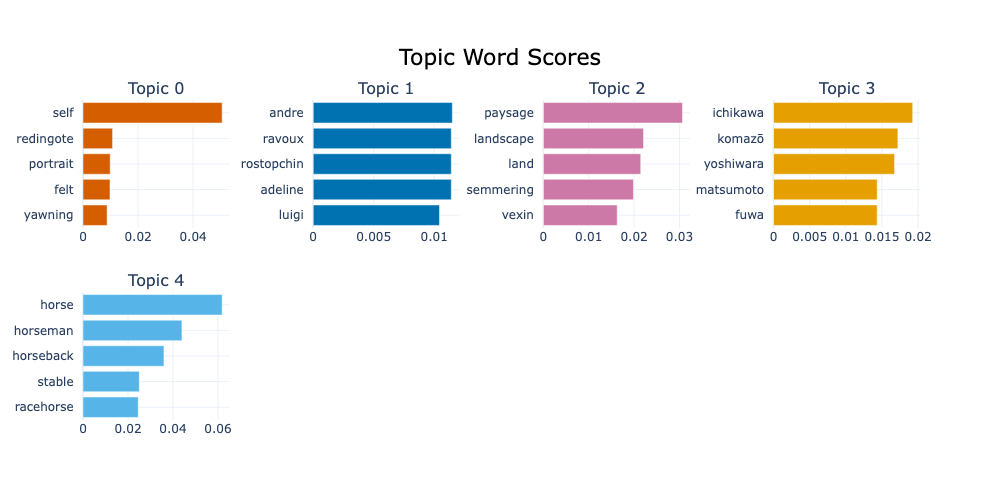 Topic Word Scores
Topic 0
self
redingote
portrait
felt
yawning
0 0.02 0.04
Topic 1
andre
ravoux
rostopchin
adeline
luigi
0 0.005 0.01
Topic 2
paysage
landscape
land
semmering
vexin
0 0.01 0.02 0.03
Topic 3
ichikawa
komazō
yoshiwara
matsumoto
fuwa
0 0.005 0.01 0.015 0.02
Topic 4
horse
horseman
horseback
stable
racehorse
0 0.02 0.04 0.06